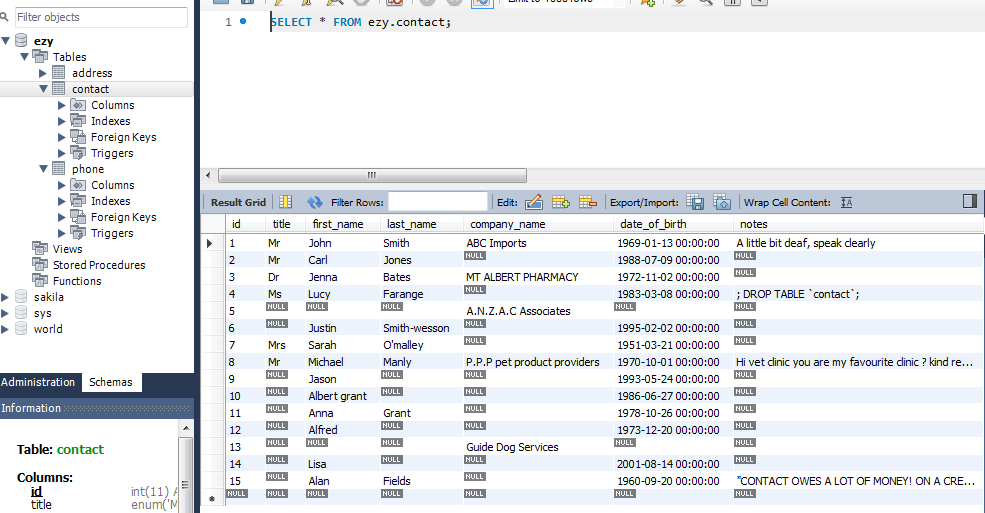 Limit to 1000 rows
Filter objects
1 SELECT * FROM ezy.contact;
ezy
Tables
address
contact
Columns
Indexes
Foreign Keys
Triggers
phone
Columns
Indexes
Foreign Keys
Triggers
Views
Stored Procedures
Functions
sakila
sys
world
Administration Schemas
Information
Table: contact
Columns:
id int(11) A
title enum('M
Result Grid Filter Rows: Edit: Export/Import: Wrap Cell Content:
id title first_name last_name company_name date_of_birth notes
1 Mr John Smith ABC Imports 1969-01-13 00:00:00 A little bit deaf, speak clearly
2 Mr Carl Jones NULL 1988-07-09 00:00:00 NULL
3 Dr Jenna Bates MT ALBERT PHARMACY 1972-11-02 00:00:00 NULL
4 Ms Lucy Farange NULL 1983-03-08 00:00:00 ; DROP TABLE `contact`;
5 NULL NULL NULL A.N.Z.A.C Associates NULL NULL
6 NULL Justin Smith-wesson NULL 1995-02-02 00:00:00 NULL
7 Mrs Sarah O'malley NULL 1951-03-21 00:00:00 NULL
8 Mr Michael Manly P.P.P pet product providers 1970-10-01 00:00:00 Hi vet clinic you are my favourite clinic ? kind re...
9 NULL Jason NULL NULL 1993-05-24 00:00:00 NULL
10 NULL Albert grant NULL NULL 1986-06-27 00:00:00 NULL
11 NULL Anna Grant NULL 1978-10-26 00:00:00 NULL
12 NULL Alfred NULL NULL 1973-12-20 00:00:00 NULL
13 NULL NULL NULL Guide Dog Services NULL NULL
14 NULL Lisa NULL NULL 2001-08-14 00:00:00 NULL
15 NULL Alan Fields NULL 1960-09-20 00:00:00 "CONTACT OWES A LOT OF MONEY! ON A CRE...
NULL NULL NULL NULL NULL NULL NULL